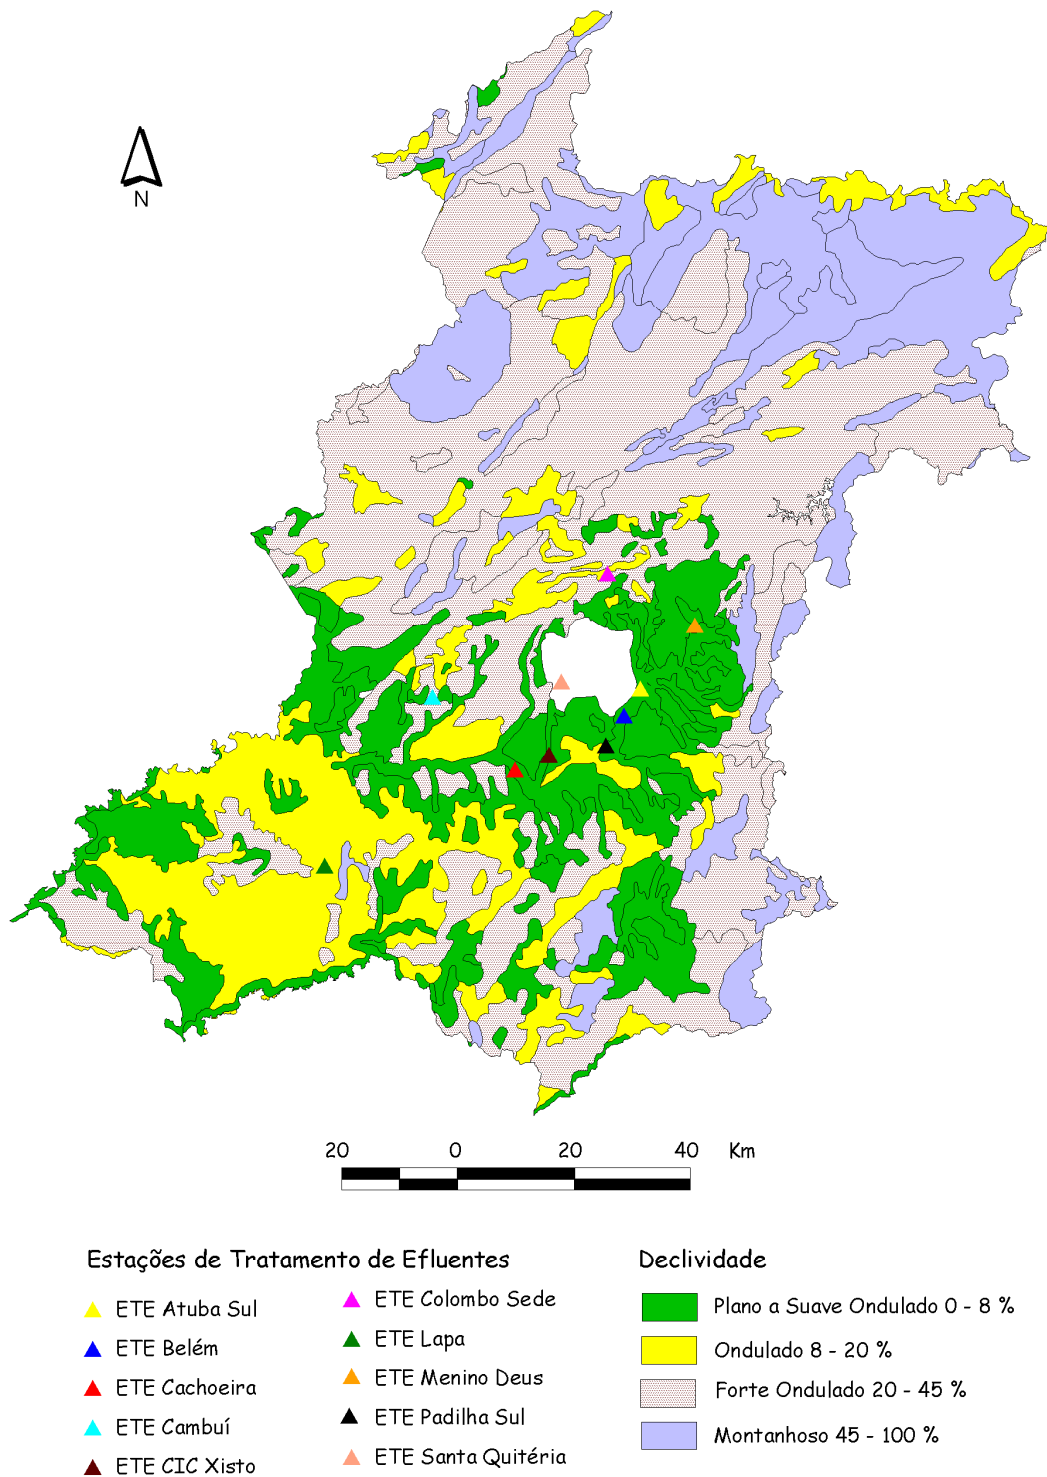 N
20 0 20 40 Km
Estações de Tratamento de Efluentes
ETE Atuba Sul
ETE Belém
ETE Cachoeira
ETE Cambuí
ETE CIC Xisto
ETE Colombo Sede
ETE Lapa
ETE Menino Deus
ETE Padilha Sul
ETE Santa Quitéria
Declividade
Plano a Suave Ondulado 0 - 8 %
Ondulado 8 - 20 %
Forte Ondulado 20 - 45 %
Montanhoso 45 - 100 %